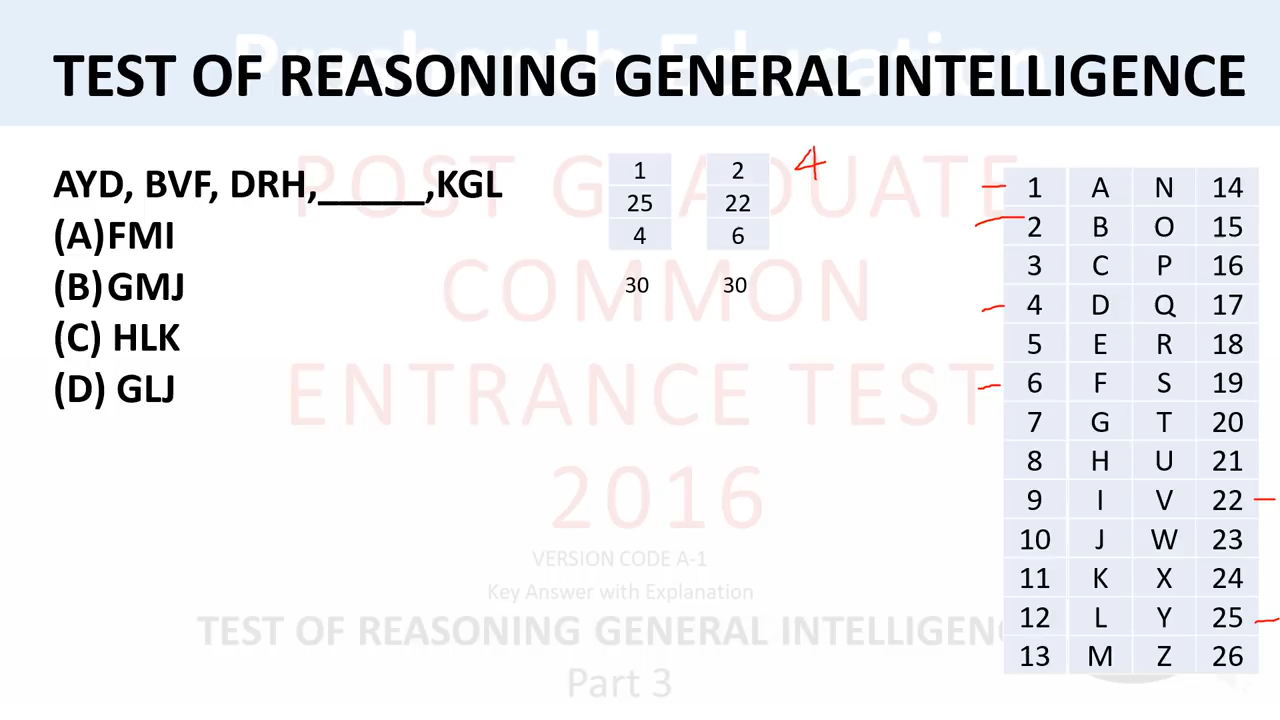 Prashanth Education
TEST OF REASONING GENERAL INTELLIGENCE
AYD, BVF, DRH,______,KGL
(A)FMI
(B)GMJ
(C) HLK
(D) GLJ
1 2 4
25 22
4 6
30 30
1 A N 14
2 B O 15
3 C P 16
4 D Q 17
5 E R 18
6 F S 19
7 G T 20
8 H U 21
9 I V 22
10 J W 23
11 K X 24
12 L Y 25
13 M Z 26
POST GRADUATE
COMMON
ENTRANCE TEST
2016
VERSION CODE A-1
Key Answer with Explanation
TEST OF REASONING GENERAL INTELLIGENC
Part 3